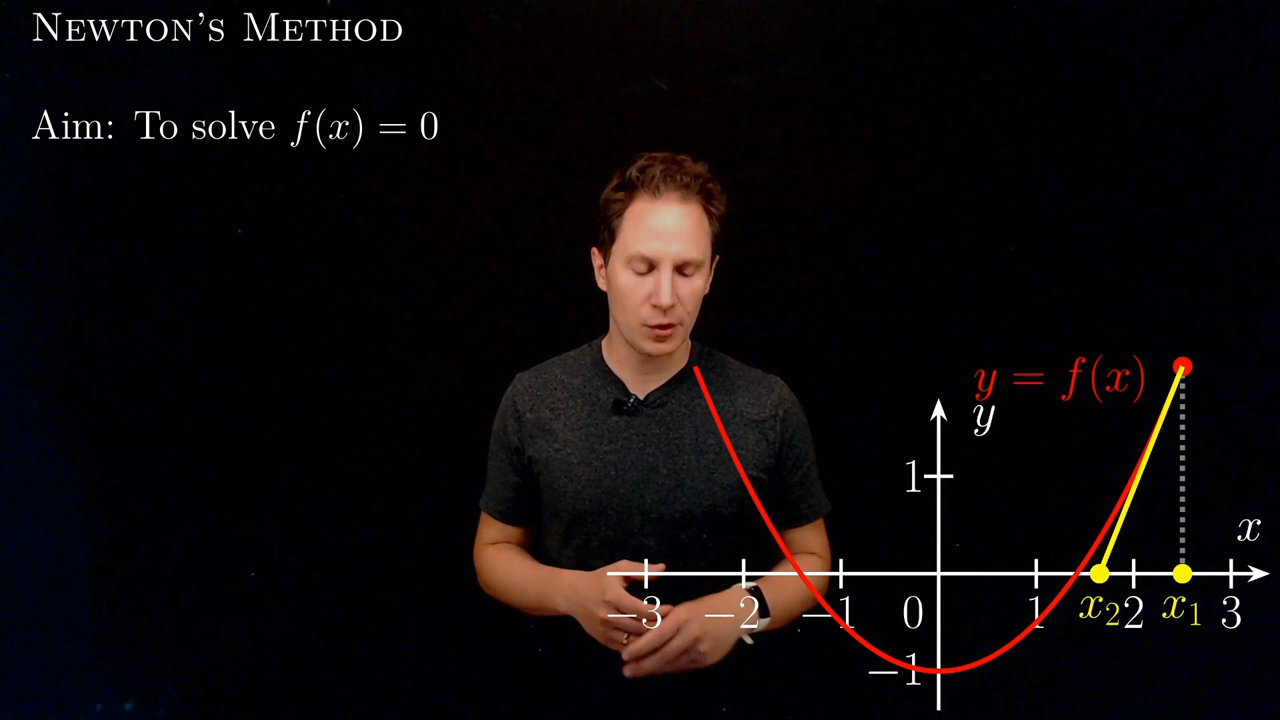 Newton's Method
Aim: To solve f(x) = 0
y = f(x)
y
1
x
−3 −2 −1 0 1 x₂ 2 x₁ 3
−1